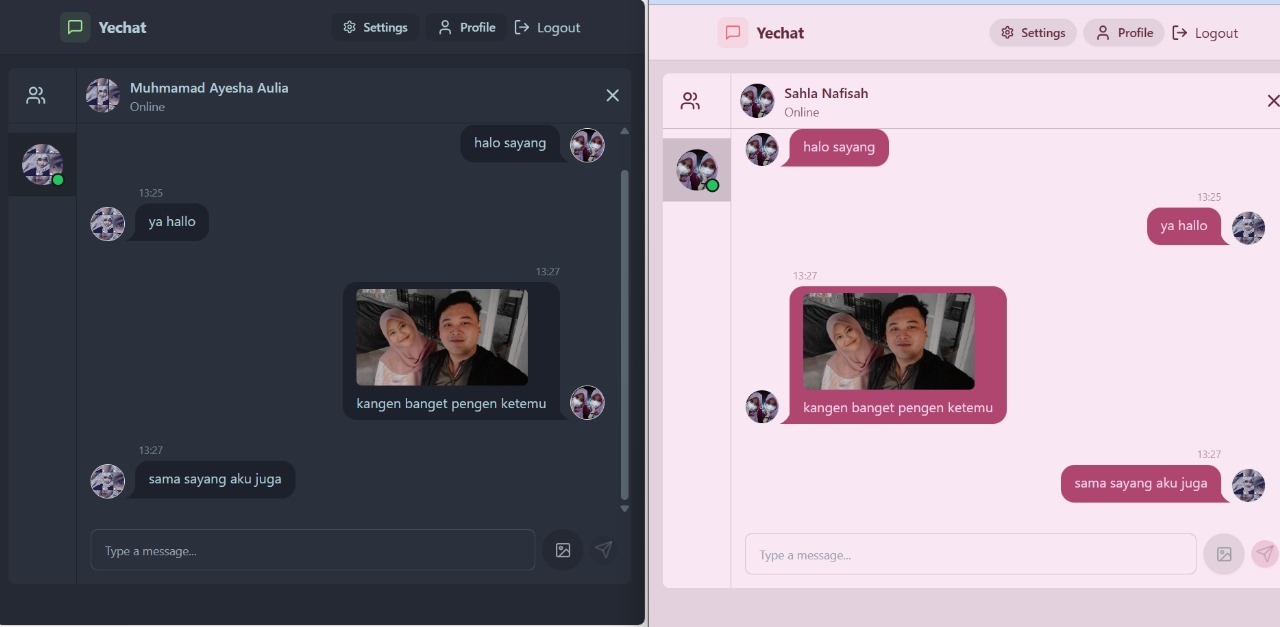 Yechat
Settings
Profile
Logout
Muhmamad Ayesha Aulia
Online
halo sayang
13:25
ya hallo
13:27
kangen banget pengen ketemu
13:27
sama sayang aku juga
Type a message...
Yechat
Settings
Profile
Logout
Sahla Nafisah
Online
halo sayang
13:25
ya hallo
13:27
kangen banget pengen ketemu
13:27
sama sayang aku juga
Type a message...